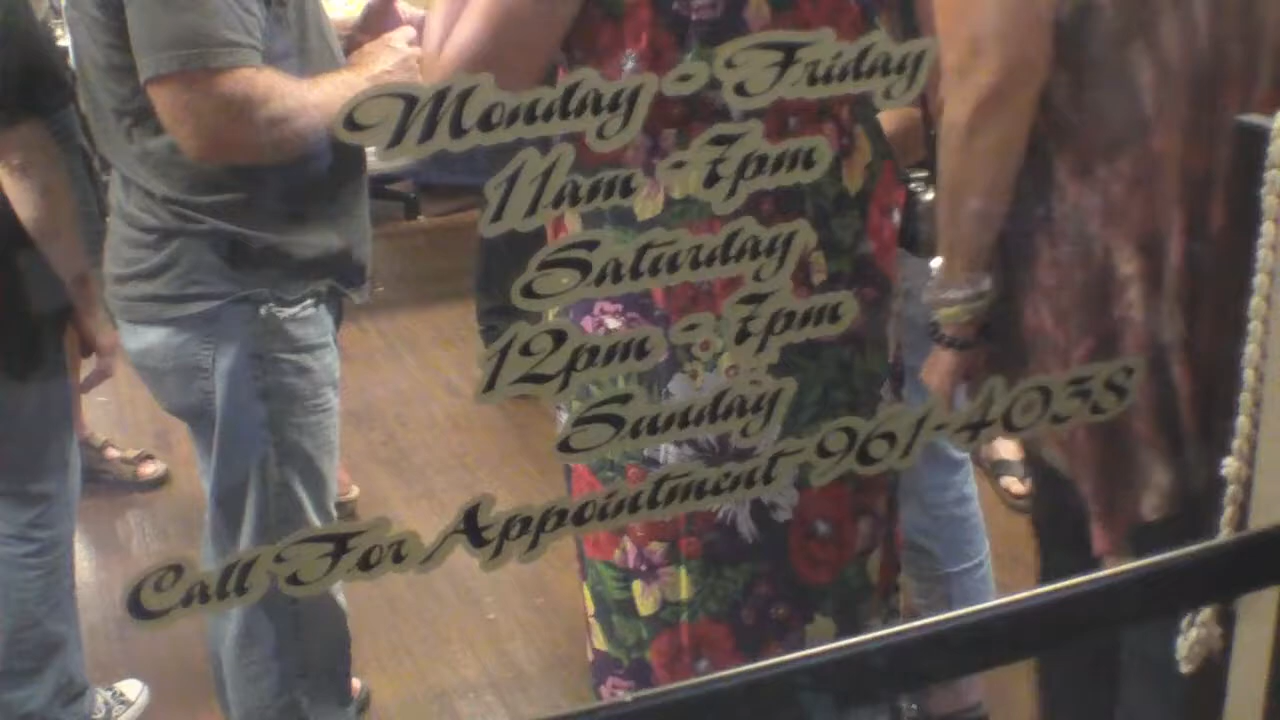 Monday - Friday
11am - 7pm
Saturday
12pm - 7pm
Sunday
Call For Appointment 961-4038